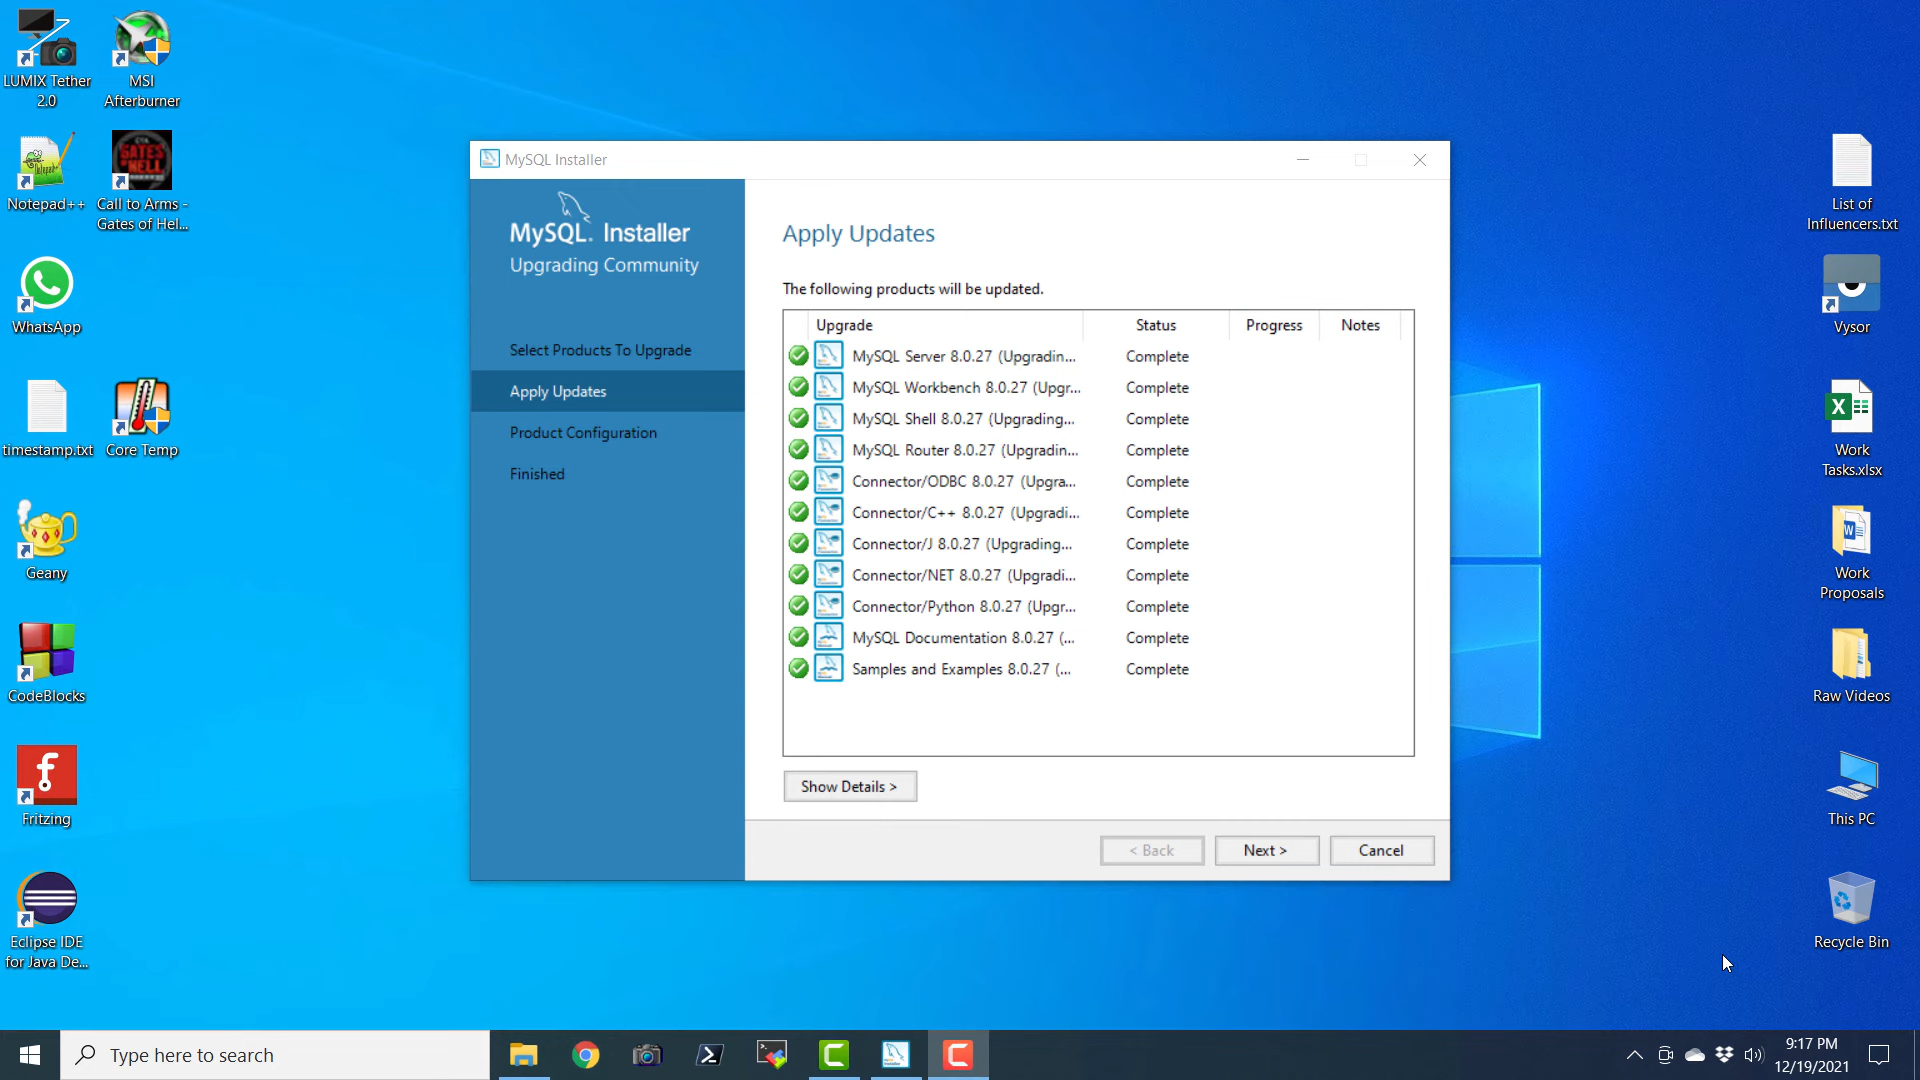 LUMIX Tether
2.0
MSI
Afterburner
Notepad++
Call to Arms -
Gates of Hel...
WhatsApp
timestamp.txt
Core Temp
Geany
CodeBlocks
Fritzing
Eclipse IDE
for Java De...
MySQL Installer
MySQL. Installer
Upgrading Community
Select Products To Upgrade
Apply Updates
Product Configuration
Finished
Apply Updates
The following products will be updated.
Upgrade Status Progress Notes
MySQL Server 8.0.27 (Upgradin... Complete
MySQL Workbench 8.0.27 (Upgr... Complete
MySQL Shell 8.0.27 (Upgrading... Complete
MySQL Router 8.0.27 (Upgradin... Complete
Connector/ODBC 8.0.27 (Upgra... Complete
Connector/C++ 8.0.27 (Upgradi... Complete
Connector/J 8.0.27 (Upgrading... Complete
Connector/NET 8.0.27 (Upgradi... Complete
Connector/Python 8.0.27 (Upgr... Complete
MySQL Documentation 8.0.27 (... Complete
Samples and Examples 8.0.27 (... Complete
Show Details >
< Back Next > Cancel
List of
Influencers.txt
Vysor
Work
Tasks.xlsx
Work
Proposals
Raw Videos
This PC
Recycle Bin
Type here to search
9:17 PM
12/19/2021